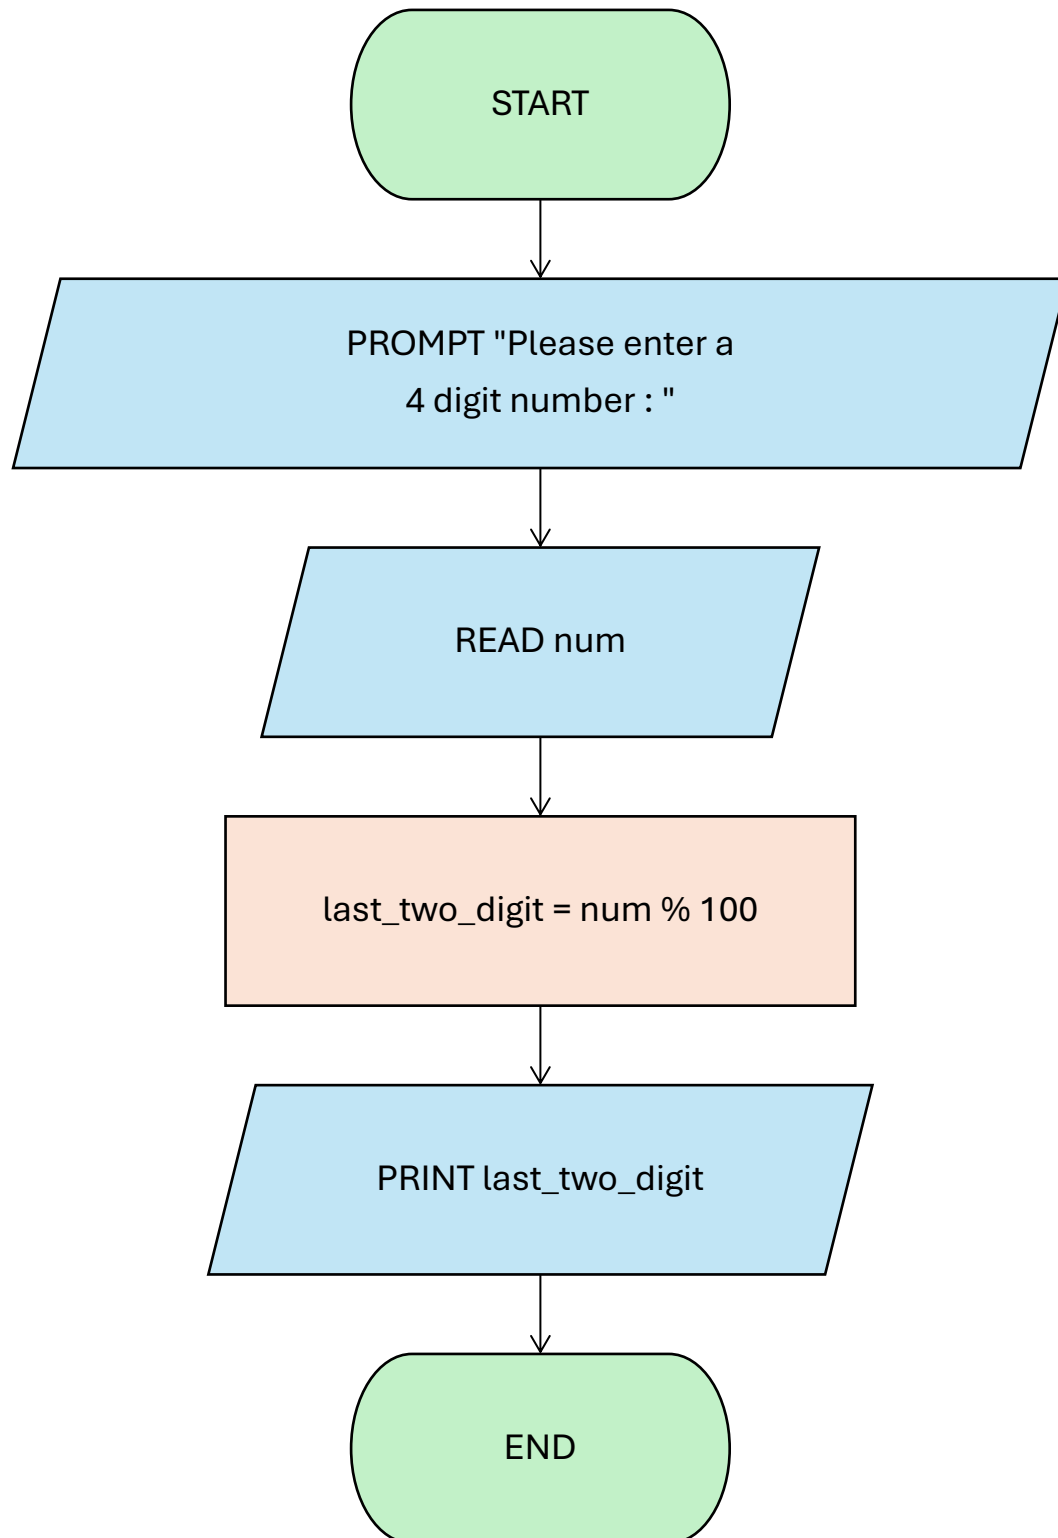 START
PROMPT "Please enter a
4 digit number : "
READ num
last_two_digit = num % 100
PRINT last_two_digit
END